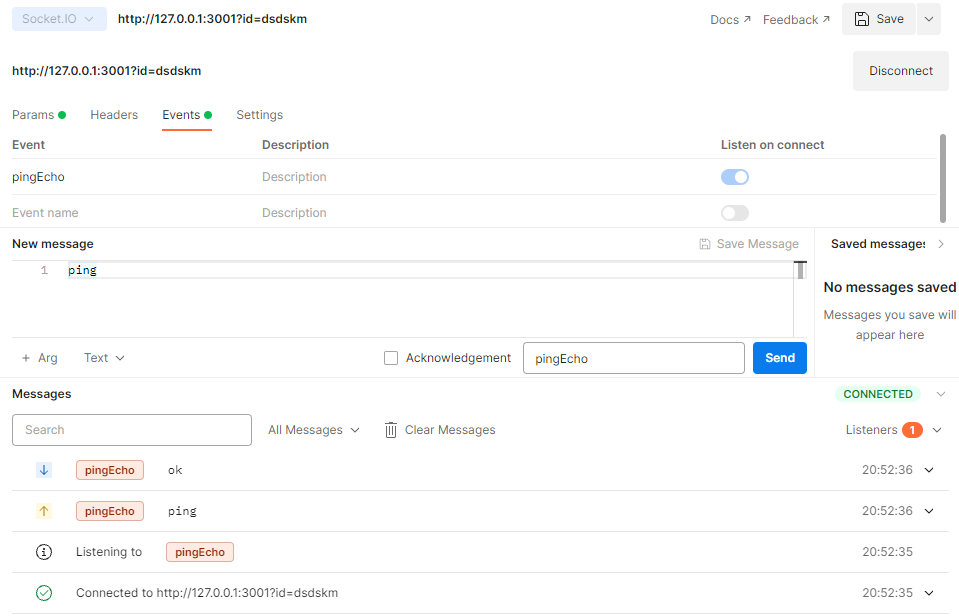 Socket.IO http://127.0.0.1:3001?id=dsdskm Docs ↗ Feedback ↗ Save
http://127.0.0.1:3001?id=dsdskm Disconnect
Params Headers Events Settings
Event Description Listen on connect
pingEcho Description
Event name Description
New message Save Message Saved messages
1 ping
No messages saved
Messages you save will
appear here
+ Arg Text Acknowledgement pingEcho Send
Messages CONNECTED
Search All Messages Clear Messages Listeners 1
↓ pingEcho ok 20:52:36
↑ pingEcho ping 20:52:36
Listening to pingEcho 20:52:35
Connected to http://127.0.0.1:3001?id=dsdskm 20:52:35